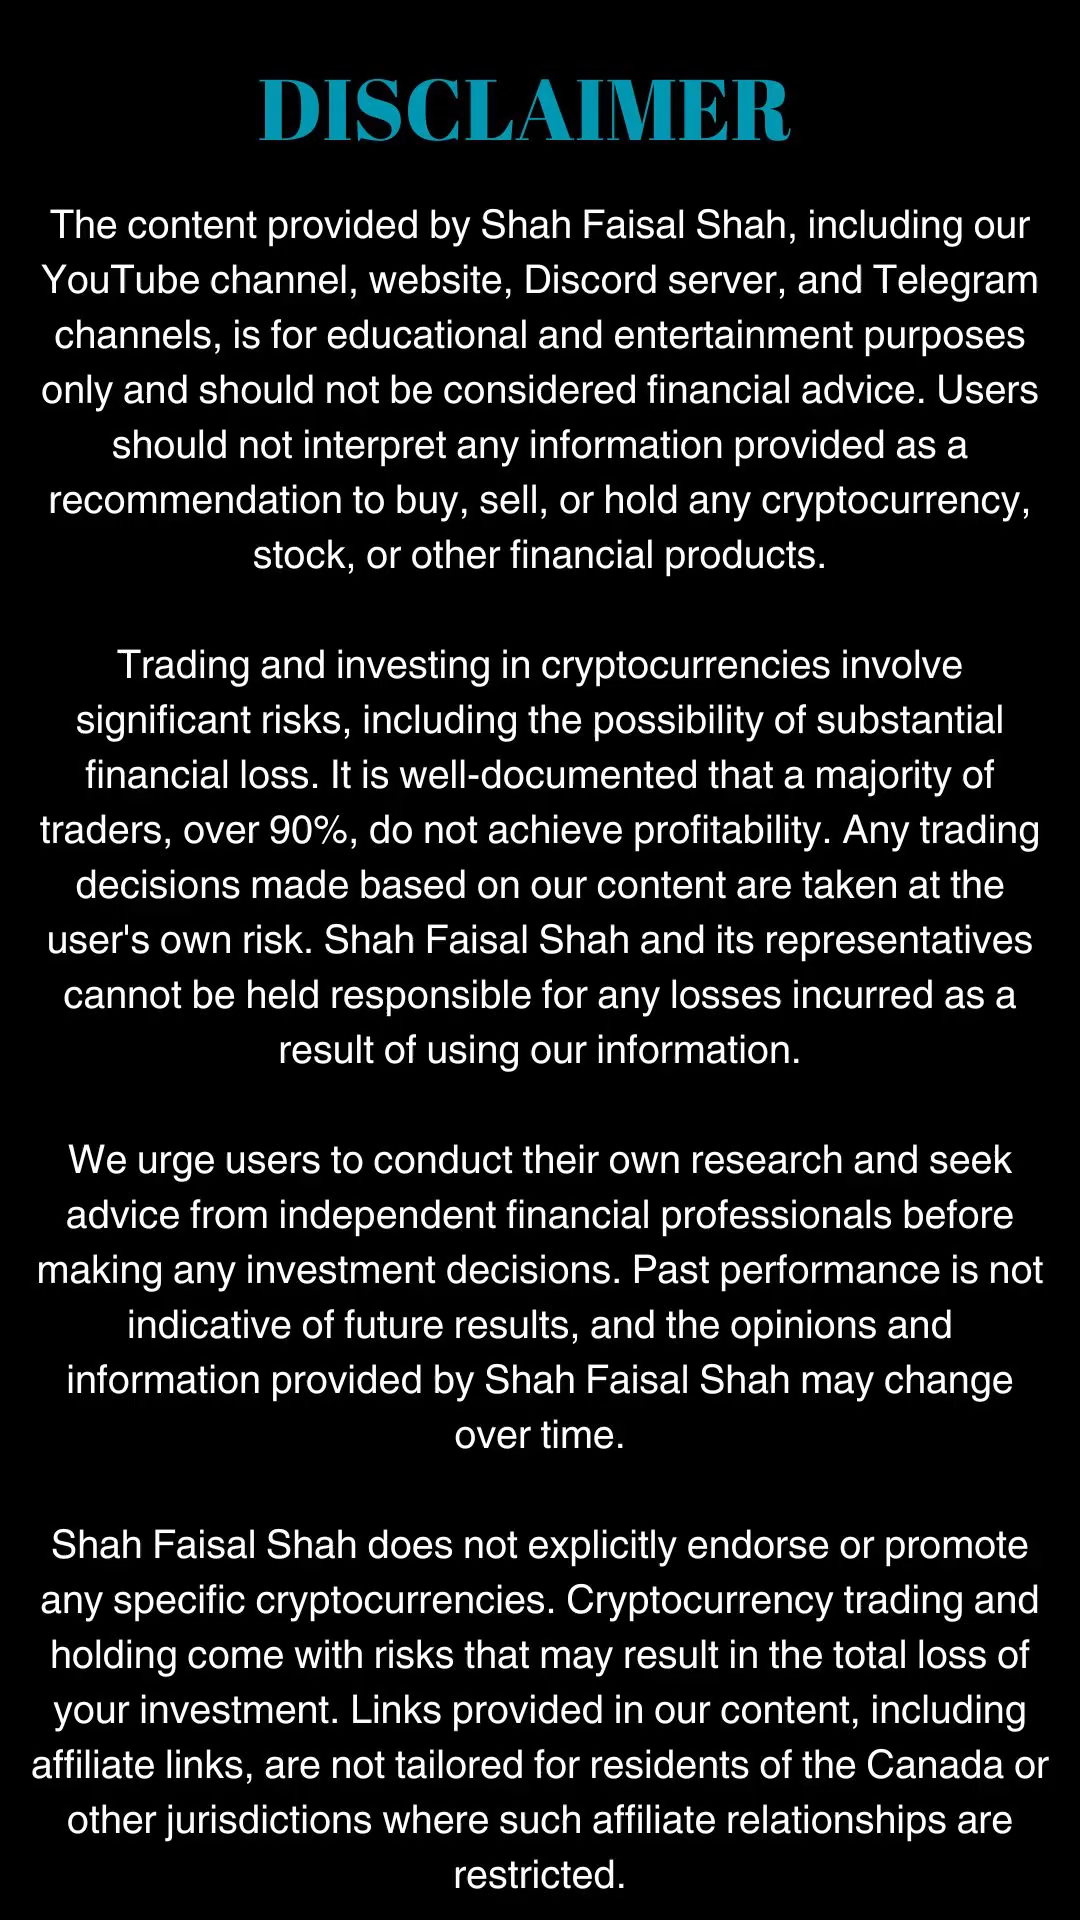 DISCLAIMER
The content provided by Shah Faisal Shah, including our
YouTube channel, website, Discord server, and Telegram
channels, is for educational and entertainment purposes
only and should not be considered financial advice. Users
should not interpret any information provided as a
recommendation to buy, sell, or hold any cryptocurrency,
stock, or other financial products.
Trading and investing in cryptocurrencies involve
significant risks, including the possibility of substantial
financial loss. It is well-documented that a majority of
traders, over 90%, do not achieve profitability. Any trading
decisions made based on our content are taken at the
user's own risk. Shah Faisal Shah and its representatives
cannot be held responsible for any losses incurred as a
result of using our information.
We urge users to conduct their own research and seek
advice from independent financial professionals before
making any investment decisions. Past performance is not
indicative of future results, and the opinions and
information provided by Shah Faisal Shah may change
over time.
Shah Faisal Shah does not explicitly endorse or promote
any specific cryptocurrencies. Cryptocurrency trading and
holding come with risks that may result in the total loss of
your investment. Links provided in our content, including
affiliate links, are not tailored for residents of the Canada or
other jurisdictions where such affiliate relationships are
restricted.